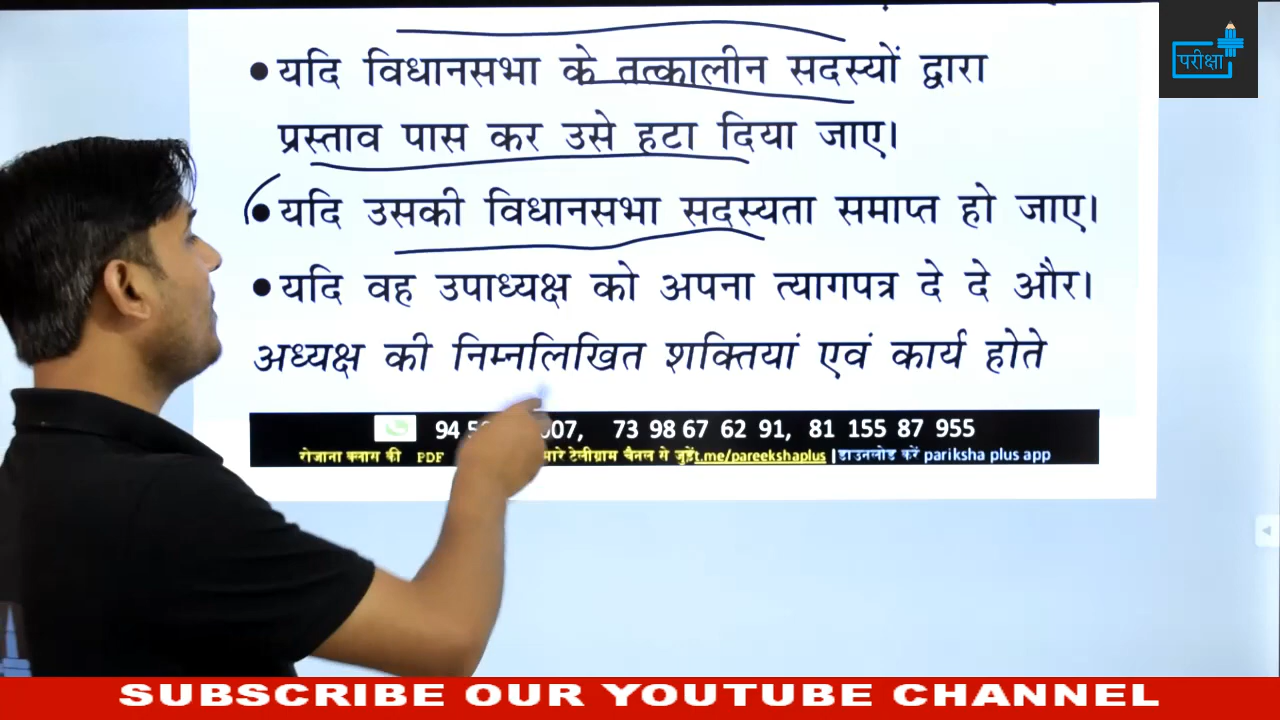 परीक्षा
• यदि विधानसभा के तत्कालीन सदस्यों द्वारा
प्रस्ताव पास कर उसे हटा दिया जाए।
• यदि उसकी विधानसभा सदस्यता समाप्त हो जाए।
• यदि वह उपाध्यक्ष को अपना त्यागपत्र दे दे और।
अध्यक्ष की निम्नलिखित शक्तियां एवं कार्य होते
94 007, 73 98 67 62 91, 81 155 87 955
रोजाना क्लास की PDF चैनल से जुड़ें t.me/pareekshaplus | डाउनलोड करें pariksha plus app
SUBSCRIBE OUR YOUTUBE CHANNEL